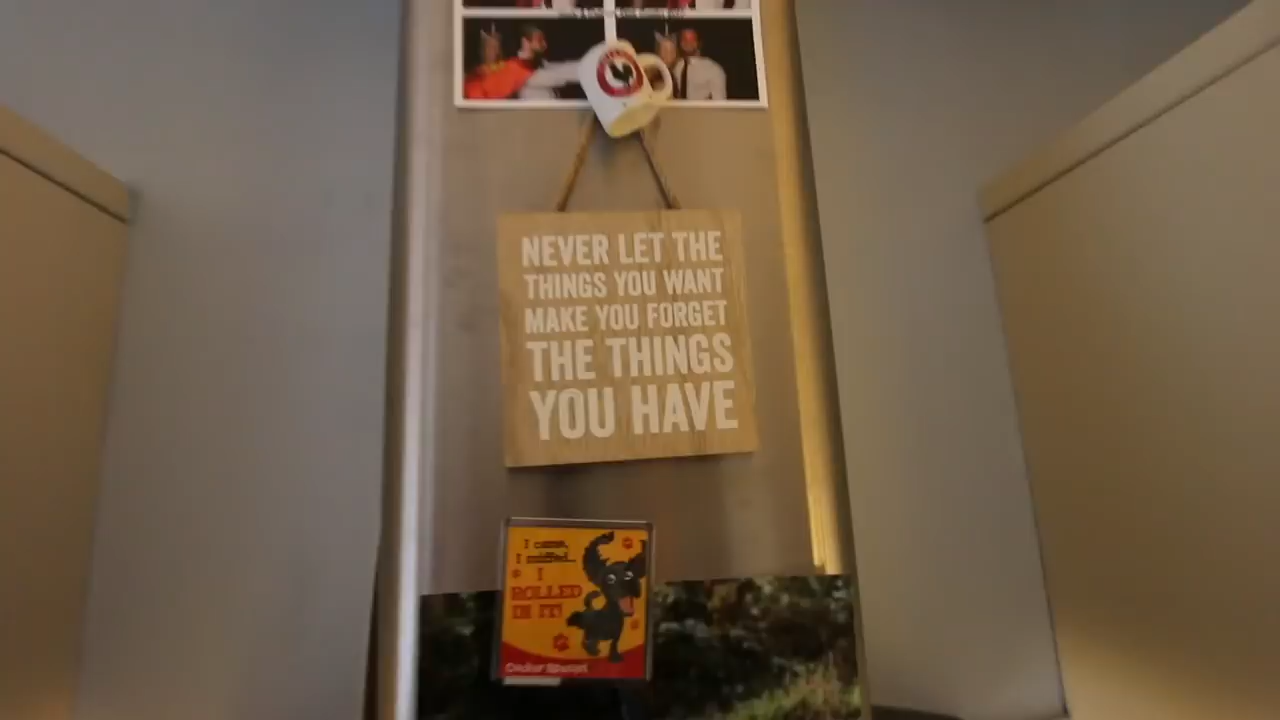 NEVER LET THE
THINGS YOU WANT
MAKE YOU FORGET
THE THINGS
YOU HAVE
I came,
I sniffed...
I
ROLLED
IN IT!
Cocker Spaniel